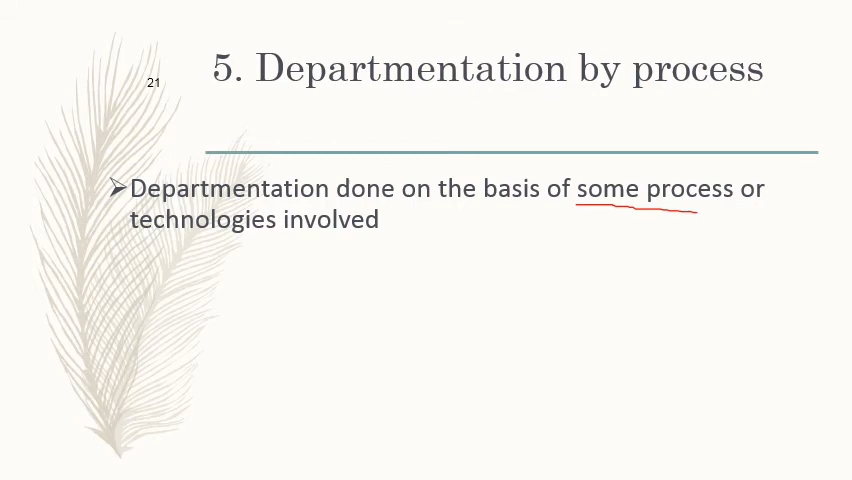 21
5. Departmentation by process
➢Departmentation done on the basis of some process or
technologies involved